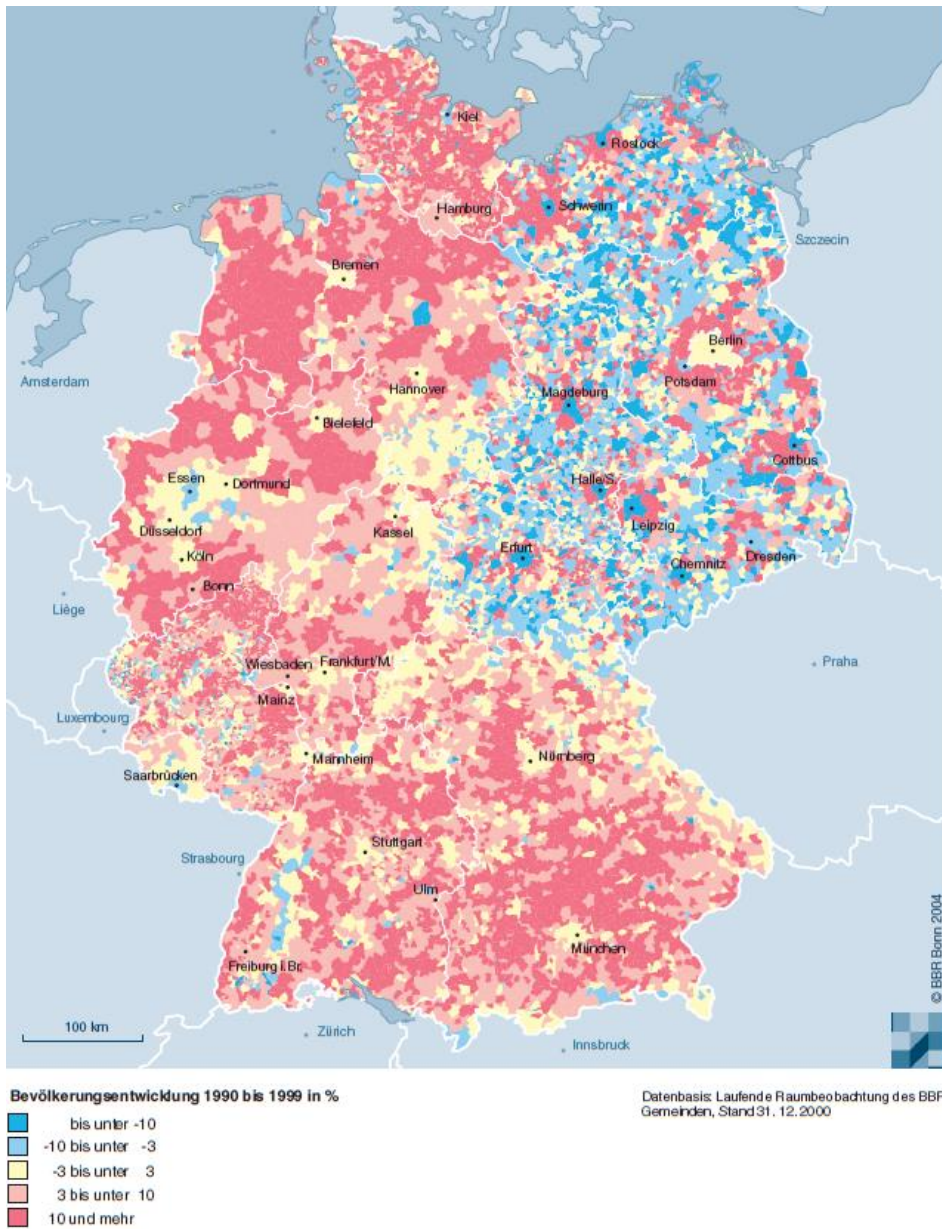 Kiel
Rostock
Schwerin
Hamburg
Szczecin
Bremen
Berlin
Amsterdam
Hannover
Potsdam
Magdeburg
Bielefeld
Cottbus
Essen
Dortmund
Halle/S.
Leipzig
Kassel
Düsseldorf
Erfurt
Dresden
Köln
Chemnitz
Bonn
Liège
Wiesbaden
Frankfurt/M.
Praha
Mainz
Luxembourg
Mannheim
Nürnberg
Saarbrücken
Stuttgart
Strasbourg
Ulm
München
Freiburg i.Br.
© BBR Bonn 2004
100 km
Zürich
Innsbruck
Bevölkerungsentwicklung 1990 bis 1999 in %
Datenbasis: Laufende Raumbeobachtung des BBR
Gemeinden, Stand 31. 12. 2000
bis unter -10
-10 bis unter -3
-3 bis unter 3
3 bis unter 10
10 und mehr